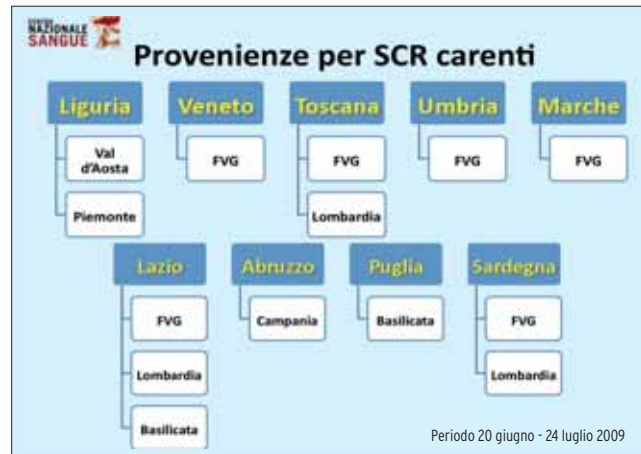 CENTRO
NAZIONALE
SANGUE
Provenienze per SCR carenti
Liguria
Val
d'Aosta
Piemonte
Veneto
FVG
Toscana
FVG
Lombardia
Umbria
FVG
Marche
FVG
Lazio
FVG
Lombardia
Basilicata
Abruzzo
Campania
Puglia
Basilicata
Sardegna
FVG
Lombardia
Periodo 20 giugno - 24 luglio 2009